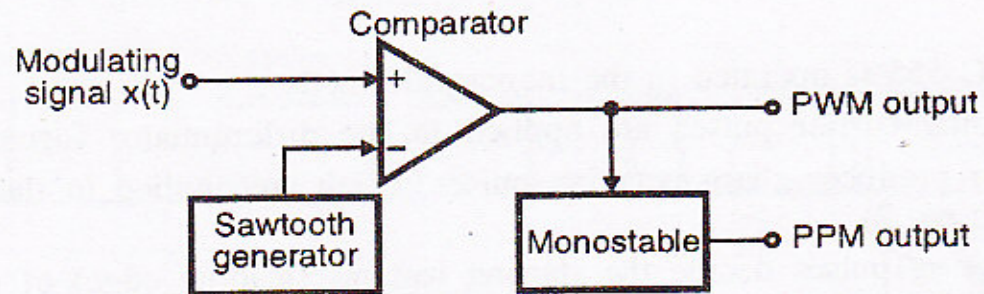 Comparator
Modulating
signal x(t)
+
−
PWM output
Sawtooth
generator
Monostable
PPM output